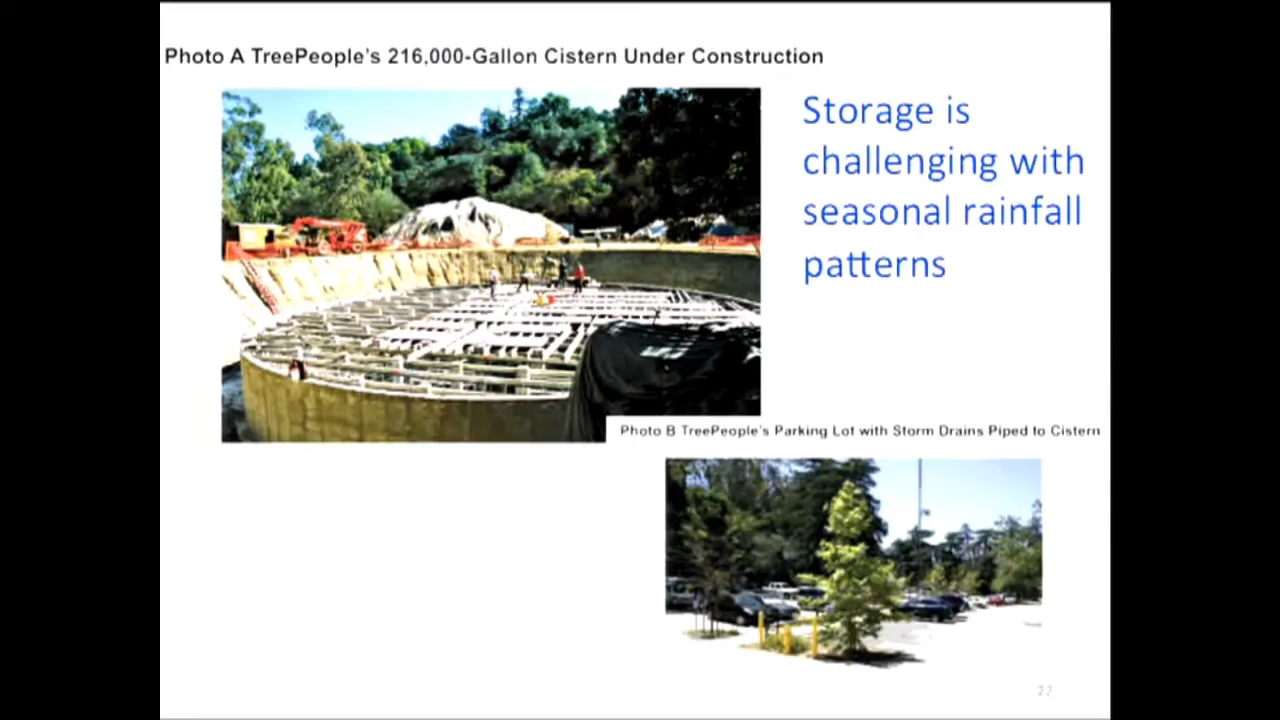 Photo A TreePeople's 216,000-Gallon Cistern Under Construction
Storage is
challenging with
seasonal rainfall
patterns
Photo B TreePeople's Parking Lot with Storm Drains Piped to Cistern
27